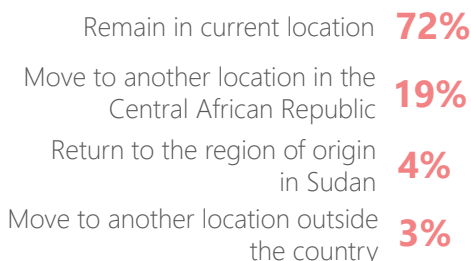 Remain in current location 72%
Move to another location in the
Central African Republic 19%
Return to the region of origin
in Sudan 4%
Move to another location outside
the country 3%